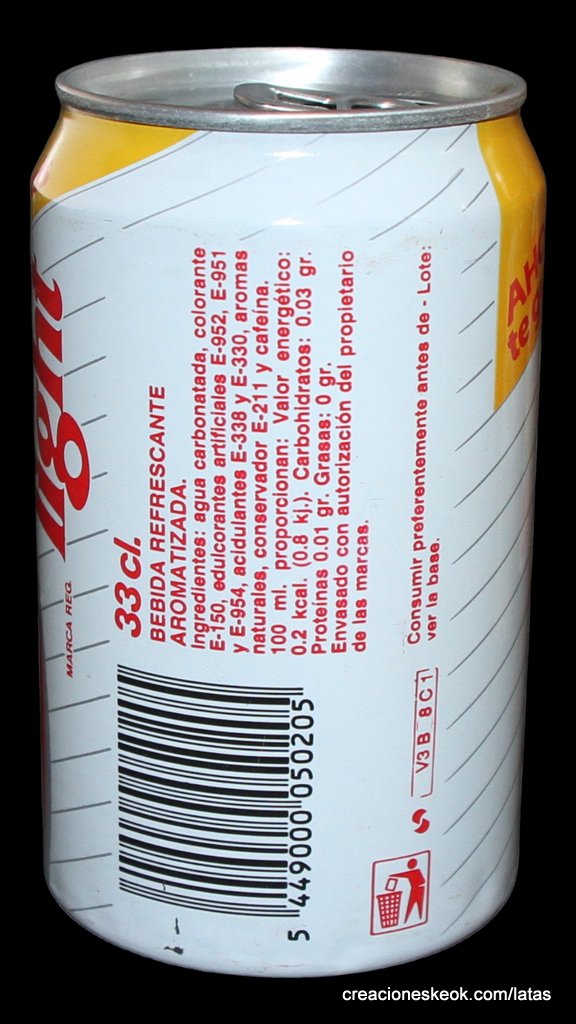 light
MARCA REG.
33 cl.
BEBIDA REFRESCANTE
AROMATIZADA.
Ingredientes: agua carbonatada, colorante
E-150, edulcorantes artificiales E-952, E-951
y E-954, acidulantes E-338 y E-330, aromas
naturales, conservador E-211 y cafeína.
100 ml. proporcionan: Valor energético:
0.2 kcal. (0.8 kj.). Carbohidratos: 0.03 gr.
Proteínas 0.01 gr. Grasas: 0 gr.
Envasado con autorización del propietario
de las marcas.
Consumir preferentemente antes de - Lote:
ver la base.
V3B 8C1
5 449000 050205
te
creacioneskeok.com/latas